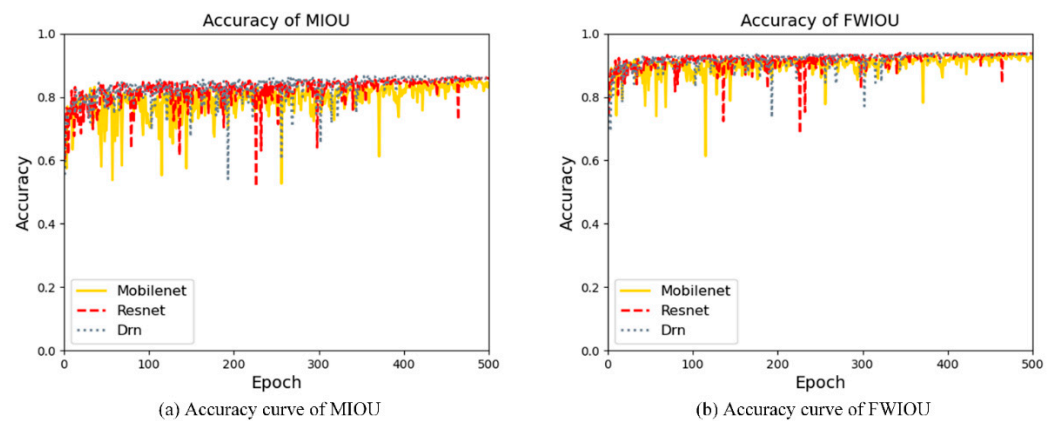 Accuracy of MIOU
1.0
0.8
0.6
0.4
0.2
0.0
Accuracy
Mobilenet
Resnet
Drn
0 100 200 300 400 500
Epoch
(a) Accuracy curve of MIOU
Accuracy of FWIOU
1.0
0.8
0.6
0.4
0.2
0.0
Accuracy
Mobilenet
Resnet
Drn
0 100 200 300 400 500
Epoch
(b) Accuracy curve of FWIOU